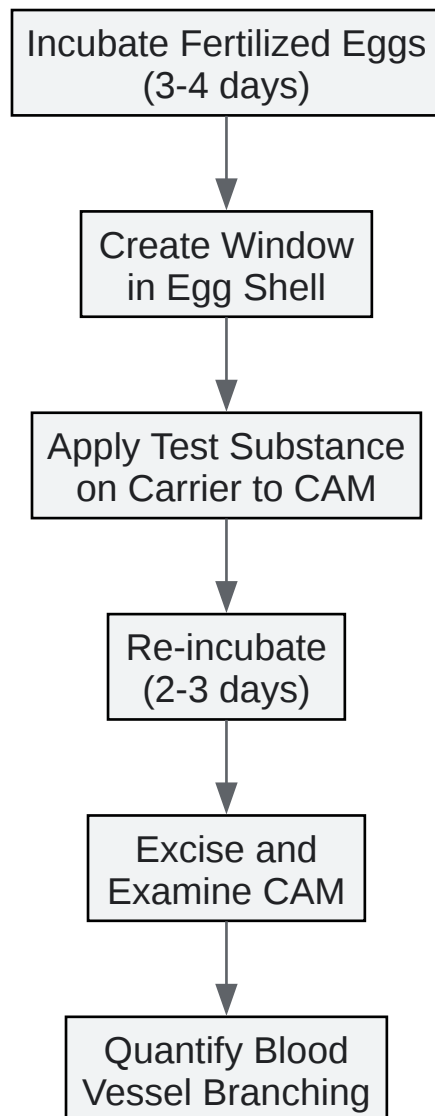 Incubate Fertilized Eggs
(3-4 days)
Create Window
in Egg Shell
Apply Test Substance
on Carrier to CAM
Re-incubate
(2-3 days)
Excise and
Examine CAM
Quantify Blood
Vessel Branching